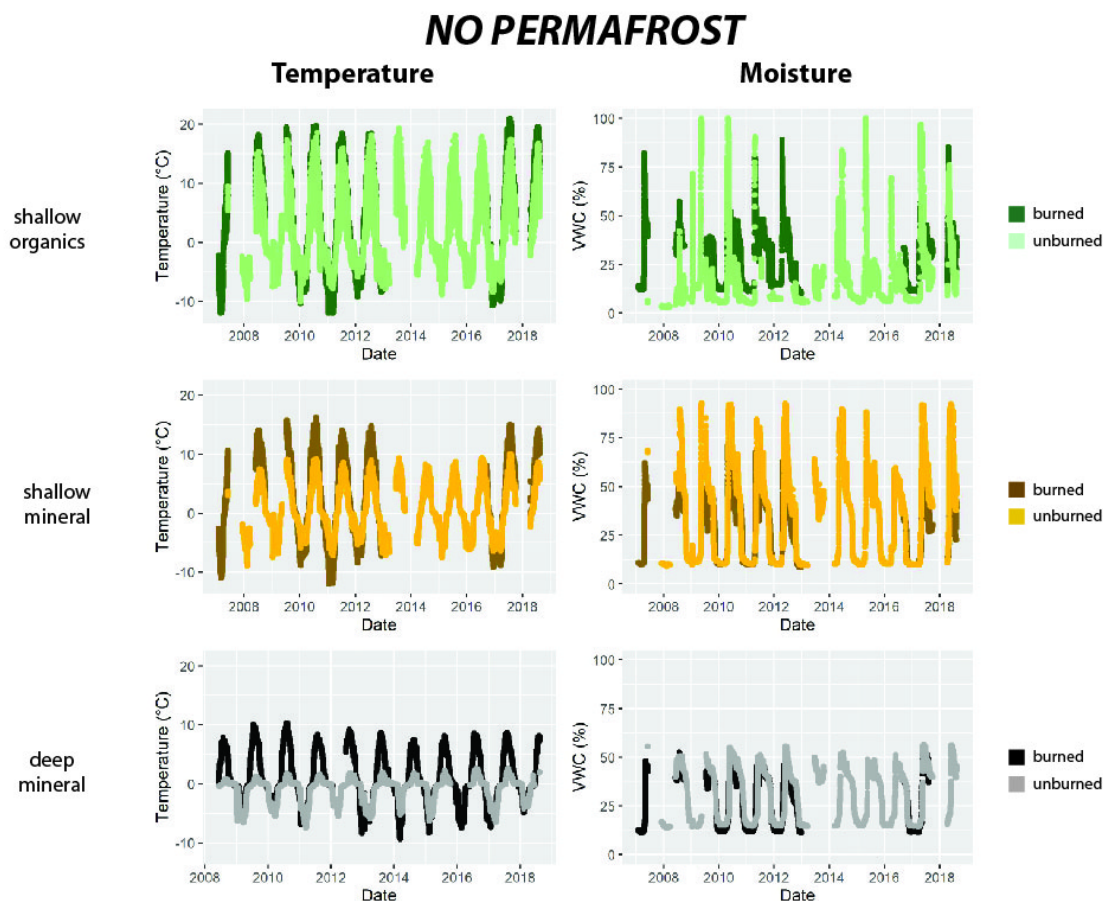 NO PERMAFROST
Temperature
Moisture
shallow
organics
Temperature (°C)
20
10
0
-10
2008 2010 2012 2014 2016 2018
Date
VWC (%)
100
75
50
25
0
2008 2010 2012 2014 2016 2018
Date
burned
unburned
shallow
mineral
Temperature (°C)
20
10
0
-10
2008 2010 2012 2014 2016 2018
Date
VWC (%)
100
75
50
25
0
2008 2010 2012 2014 2016 2018
Date
burned
unburned
deep
mineral
Temperature (°C)
20
10
0
-10
2008 2010 2012 2014 2016 2018
Date
VWC (%)
100
75
50
25
0
2008 2010 2012 2014 2016 2018
Date
burned
unburned